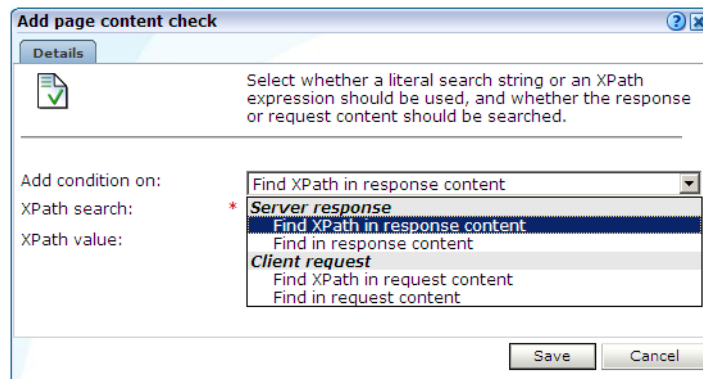 Add page content check
Details
Select whether a literal search string or an XPath
expression should be used, and whether the response
or request content should be searched.
Add condition on:
Find XPath in response content
XPath search:
*
Server response
Find XPath in response content
XPath value:
Find in response content
Client request
Find XPath in request content
Find in request content
Save
Cancel